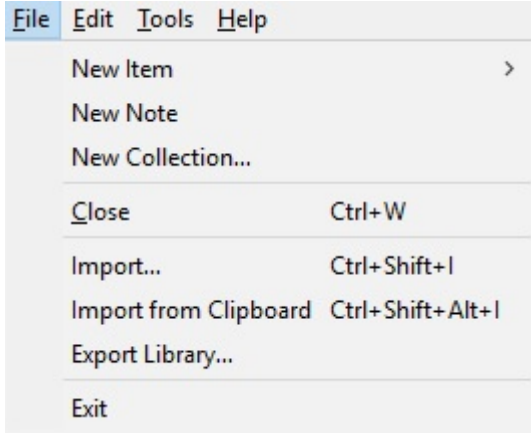 File Edit Tools Help
New Item >
New Note
New Collection...
Close Ctrl+W
Import... Ctrl+Shift+I
Import from Clipboard Ctrl+Shift+Alt+I
Export Library...
Exit